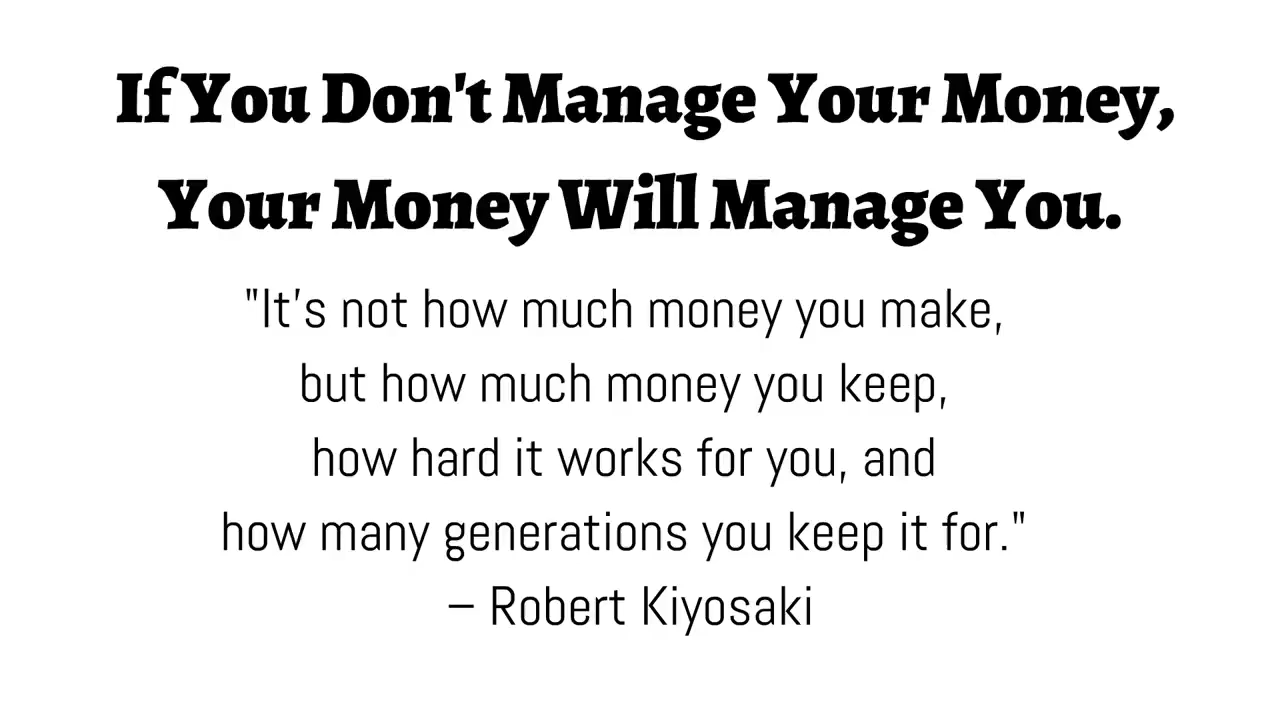 If You Don't Manage Your Money,
Your Money Will Manage You.
"It's not how much money you make,
but how much money you keep,
how hard it works for you, and
how many generations you keep it for."
– Robert Kiyosaki